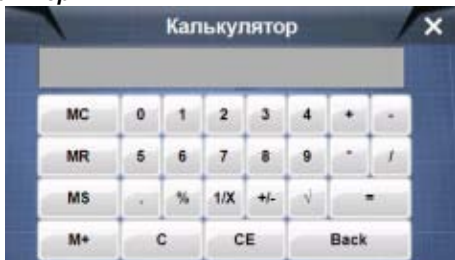 Калькулятор
MC 0 1 2 3 4 + -
MR 5 6 7 8 9 /
MS . % 1/X +/- √ =
M+ C CE Back